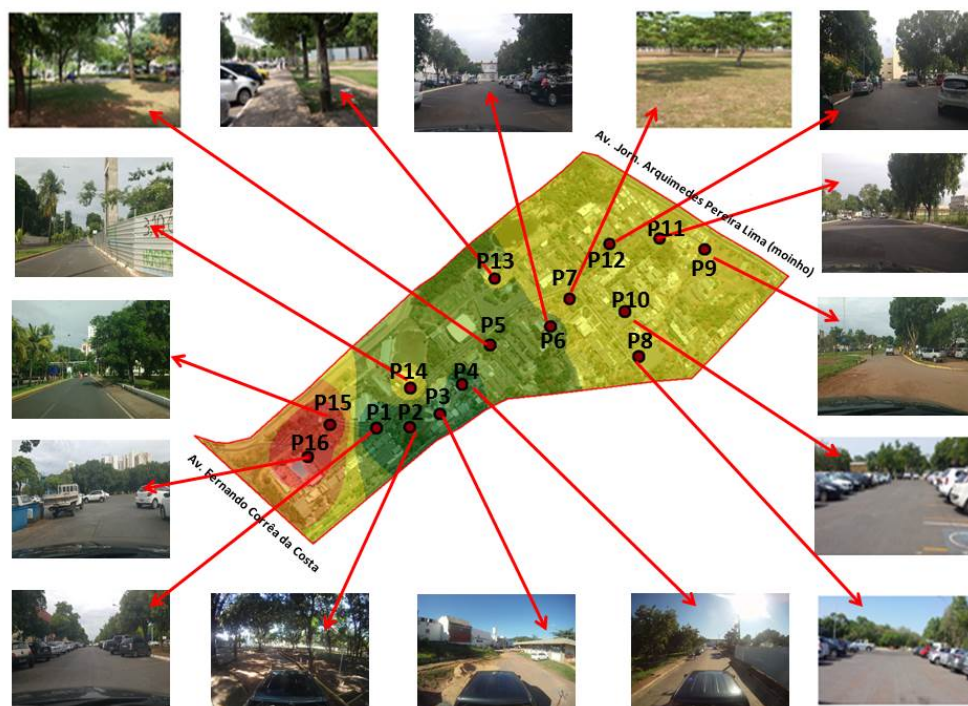 Av. Jorn. Arquimedes Pereira Lima (moinho)
P11
P12
P9
P13
P7
P10
P6
P5
P8
P14
P4
P3
P15
P1
P2
P16
Av. Fernando Corrêa da Costa